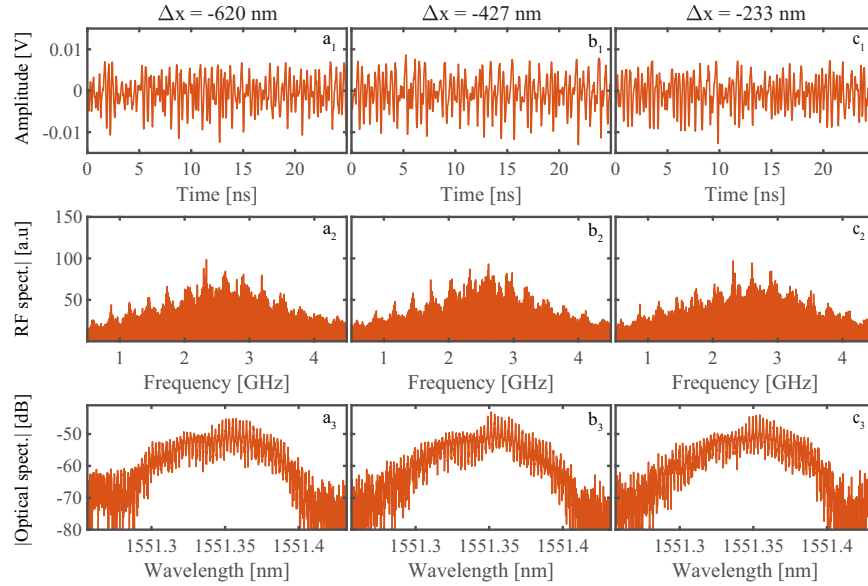 Δx = -620 nm Δx = -427 nm Δx = -233 nm
Amplitude [V]
0.01 a1 b1 c1
0
-0.01
0 5 10 15 20 0 5 10 15 20 0 5 10 15 20
Time [ns] Time [ns] Time [ns]
RF spect.| [a.u]
150 a2 b2 c2
100
50
1 2 3 4 1 2 3 4 1 2 3 4
Frequency [GHz] Frequency [GHz] Frequency [GHz]
|Optical spect.| [dB]
a3 b3 c3
-50
-60
-70
-80
1551.3 1551.35 1551.4 1551.3 1551.35 1551.4 1551.3 1551.35 1551.4
Wavelength [nm] Wavelength [nm] Wavelength [nm]